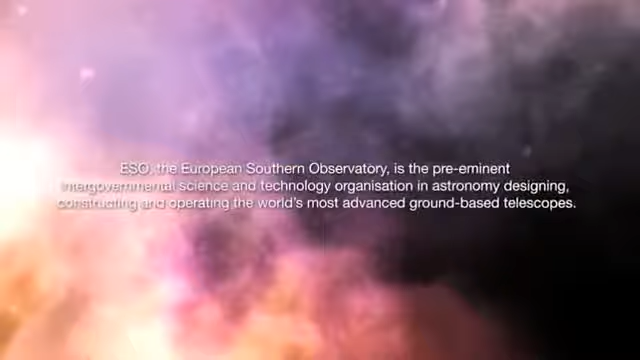 ESO, the European Southern Observatory, is the pre-eminent
intergovernmental science and technology organisation in astronomy designing,
constructing and operating the world's most advanced ground-based telescopes.